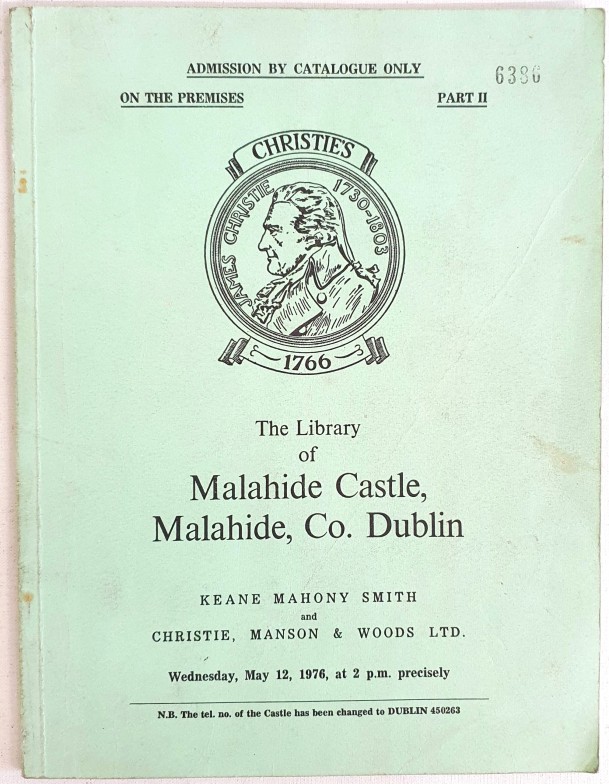 ADMISSION BY CATALOGUE ONLY
6386
ON THE PREMISES
PART II
CHRISTIE'S
JAMES CHRISTIE 1730-1803
1766
The Library
of
Malahide Castle,
Malahide, Co. Dublin
KEANE MAHONY SMITH
and
CHRISTIE, MANSON & WOODS LTD.
Wednesday, May 12, 1976, at 2 p.m. precisely
N.B. The tel. no. of the Castle has been changed to DUBLIN 450263